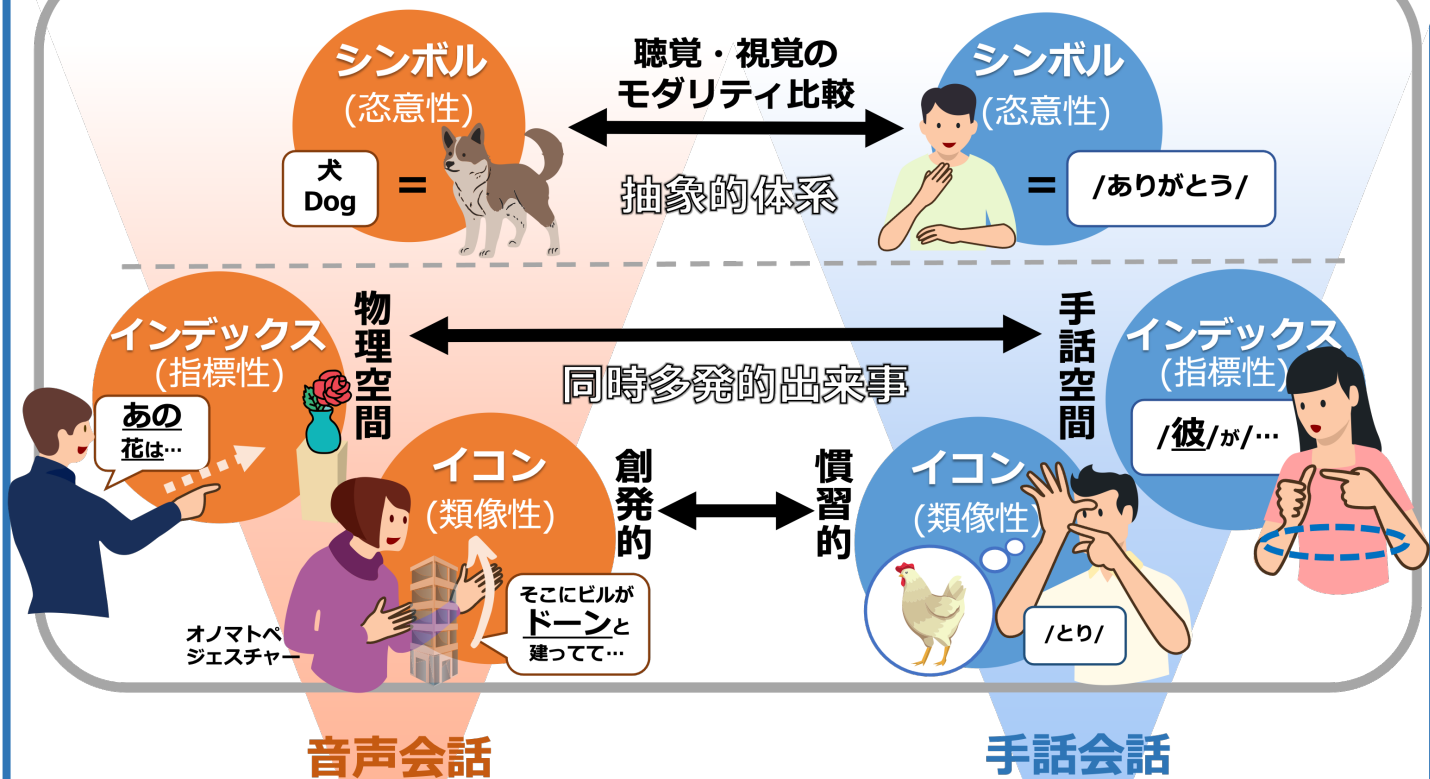 シンボル
(恣意性)
犬
Dog
=
聴覚・視覚の
モダリティ比較
抽象的体系
シンボル
(恣意性)
=
/ありがとう/
インデックス
(指標性)
あの
花は…
物理空間
同時多発的出来事
手話空間
インデックス
(指標性)
/彼/が/…
イコン
(類像性)
そこにビルが
ドーンと
建ってて…
オノマトペ
ジェスチャー
創発的
慣習的
イコン
(類像性)
/とり/
音声会話
手話会話